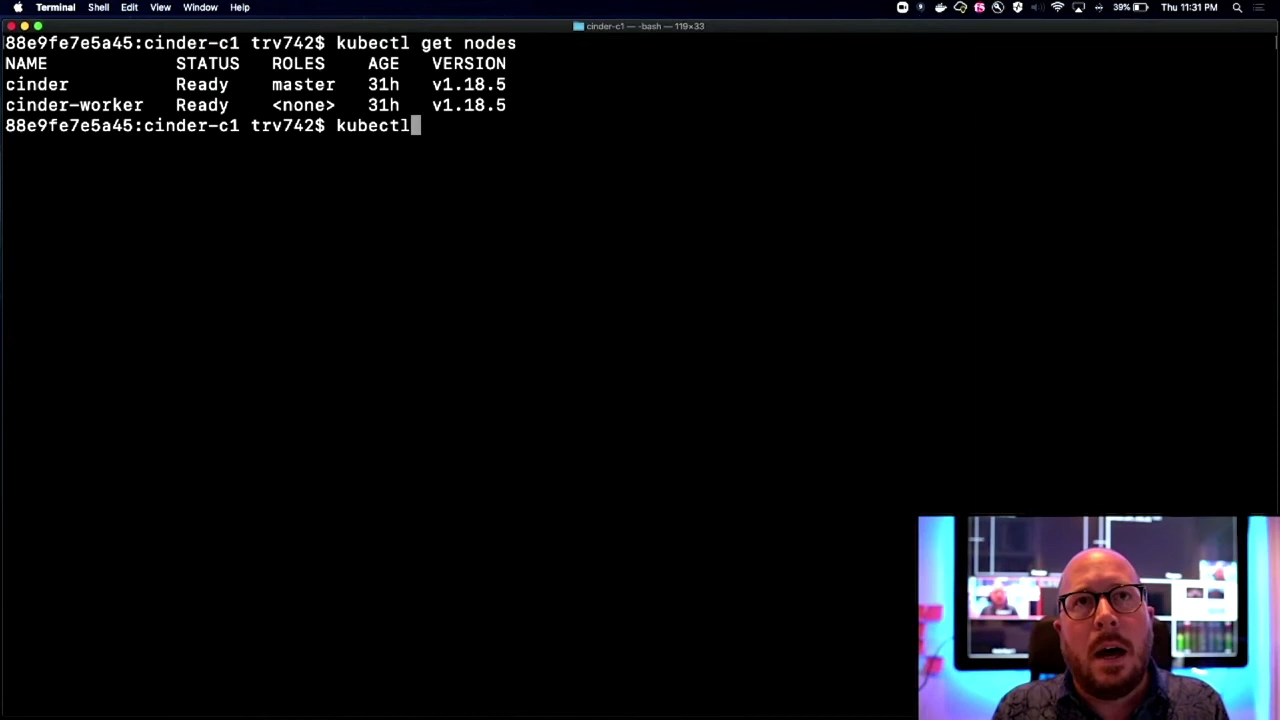 Terminal Shell Edit View Window Help 39% Thu 11:31 PM
cinder-c1 — -bash — 119×33
88e9fe7e5a45:cinder-c1 trv742$ kubectl get nodes
NAME STATUS ROLES AGE VERSION
cinder Ready master 31h v1.18.5
cinder-worker Ready <none> 31h v1.18.5
88e9fe7e5a45:cinder-c1 trv742$ kubectl